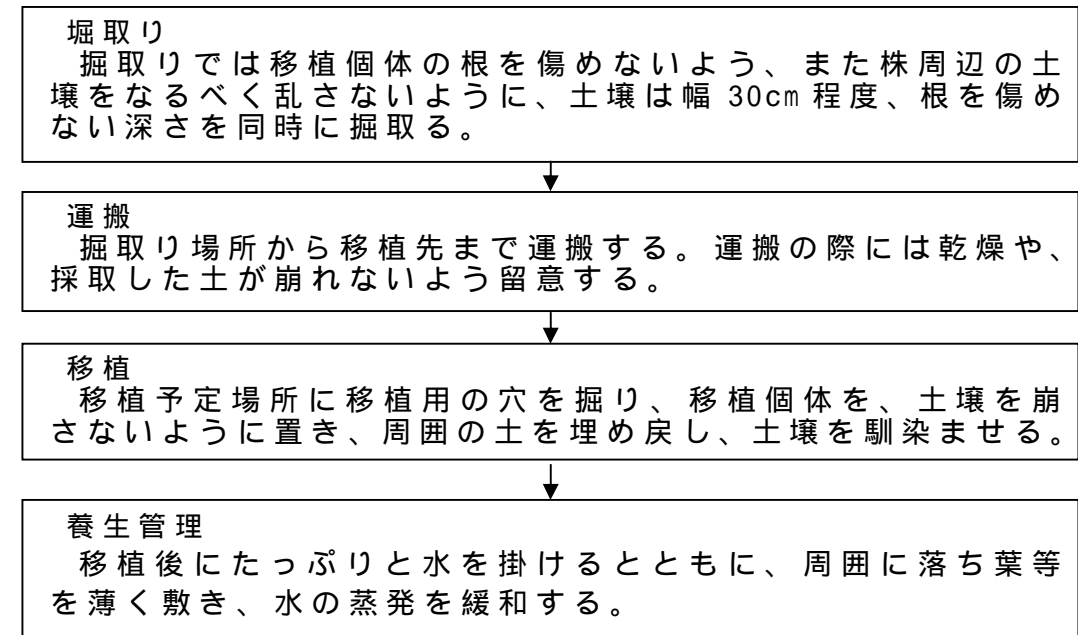 堀取り
掘取りでは移植個体の根を傷めないよう、また株周辺の土
壌をなるべく乱さないように、土壌は幅 30cm 程度、根を傷め
ない深さを同時に掘取る。
運搬
掘取り場所から移植先まで運搬する。運搬の際には乾燥や、
採取した土が崩れないよう留意する。
移植
移植予定場所に移植用の穴を掘り、移植個体を、土壌を崩
さないように置き、周囲の土を埋め戻し、土壌を馴染ませる。
養生管理
移植後にたっぷりと水を掛けるとともに、周囲に落ち葉等
を薄く敷き、水の蒸発を緩和する。